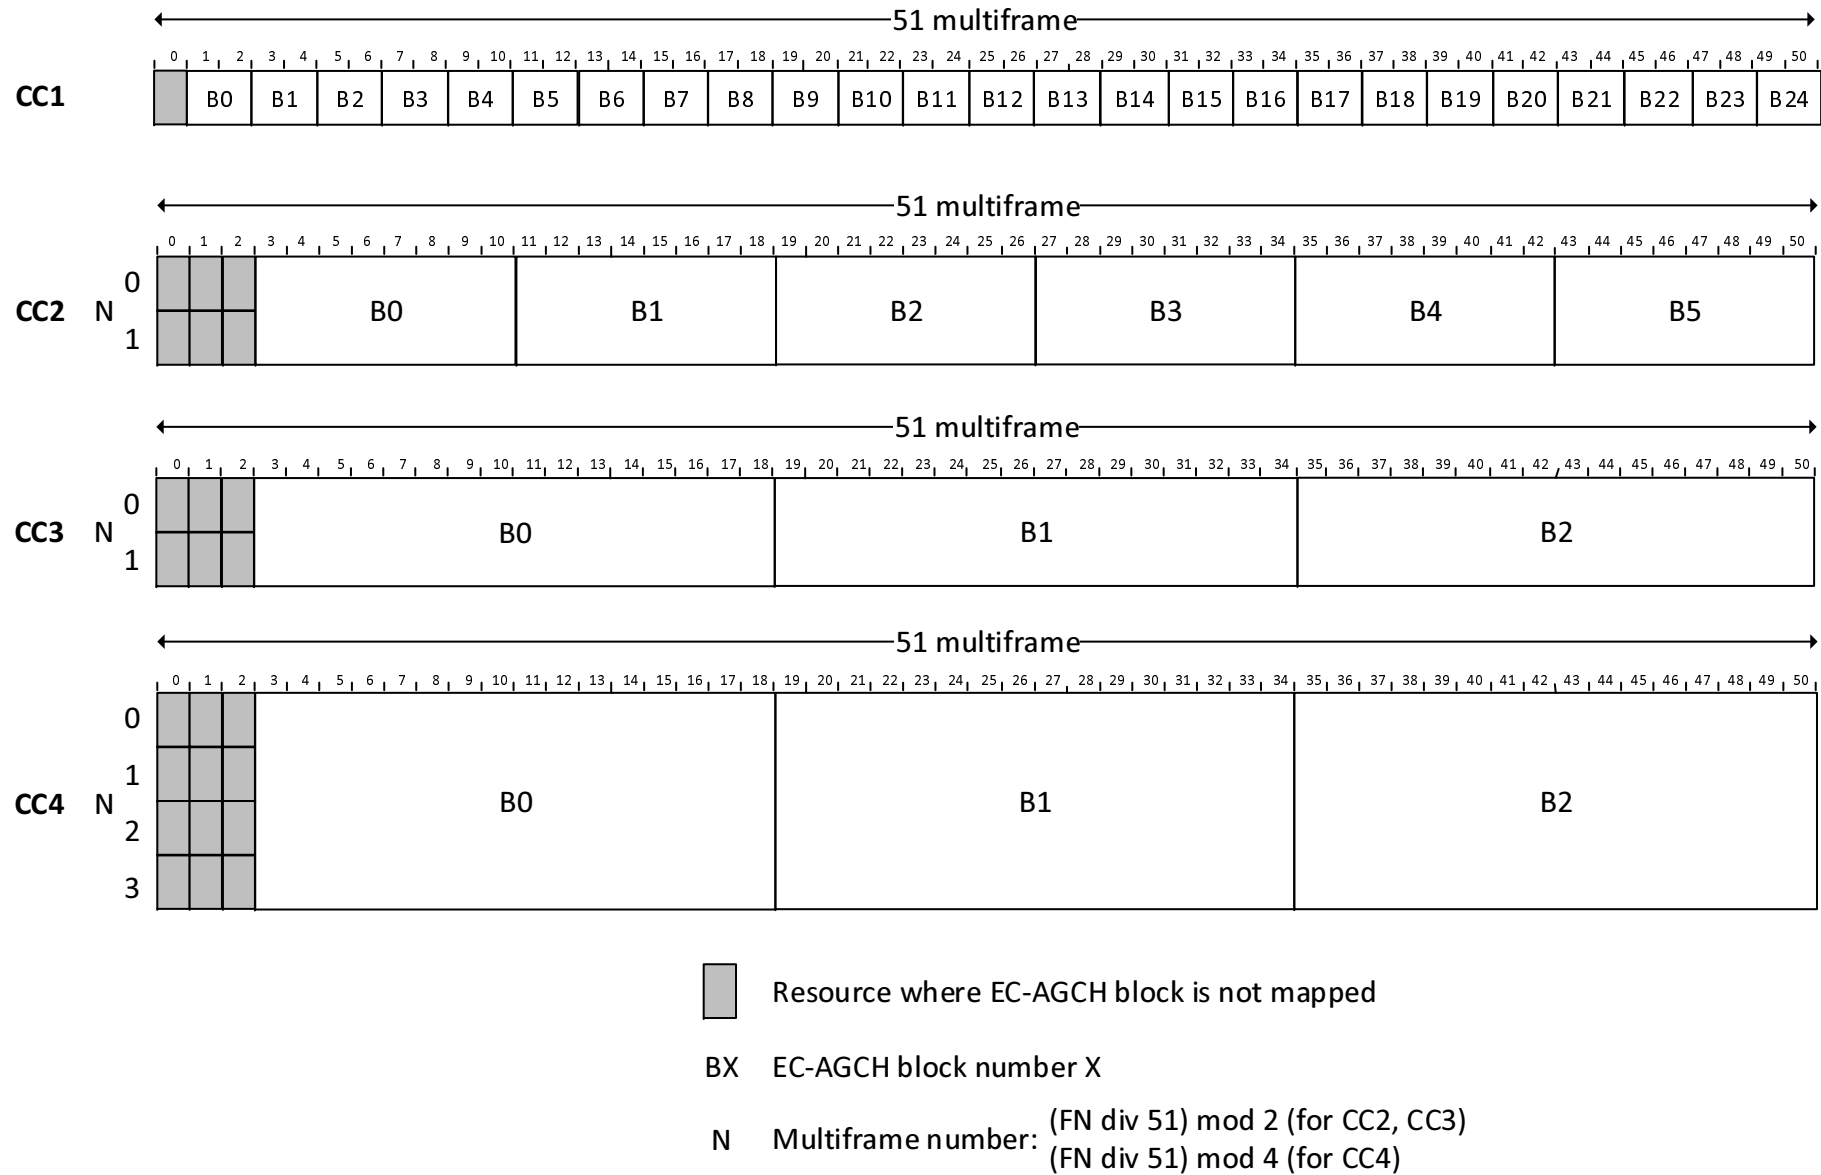 51 multiframe
0 1 2 3 4 5 6 7 8 9 10 11 12 13 14 15 16 17 18 19 20 21 22 23 24 25 26 27 28 29 30 31 32 33 34 35 36 37 38 39 40 41 42 43 44 45 46 47 48 49 50
CC1 B0 B1 B2 B3 B4 B5 B6 B7 B8 B9 B10 B11 B12 B13 B14 B15 B16 B17 B18 B19 B20 B21 B22 B23 B24
51 multiframe
0 1 2 3 4 5 6 7 8 9 10 11 12 13 14 15 16 17 18 19 20 21 22 23 24 25 26 27 28 29 30 31 32 33 34 35 36 37 38 39 40 41 42 43 44 45 46 47 48 49 50
0
CC2 N B0 B1 B2 B3 B4 B5
1
51 multiframe
0 1 2 3 4 5 6 7 8 9 10 11 12 13 14 15 16 17 18 19 20 21 22 23 24 25 26 27 28 29 30 31 32 33 34 35 36 37 38 39 40 41 42 43 44 45 46 47 48 49 50
0
CC3 N B0 B1 B2
1
51 multiframe
0 1 2 3 4 5 6 7 8 9 10 11 12 13 14 15 16 17 18 19 20 21 22 23 24 25 26 27 28 29 30 31 32 33 34 35 36 37 38 39 40 41 42 43 44 45 46 47 48 49 50
0
1
CC4 N B0 B1 B2
2
3
Resource where EC-AGCH block is not mapped
BX EC-AGCH block number X
N Multiframe number: (FN div 51) mod 2 (for CC2, CC3)
(FN div 51) mod 4 (for CC4)